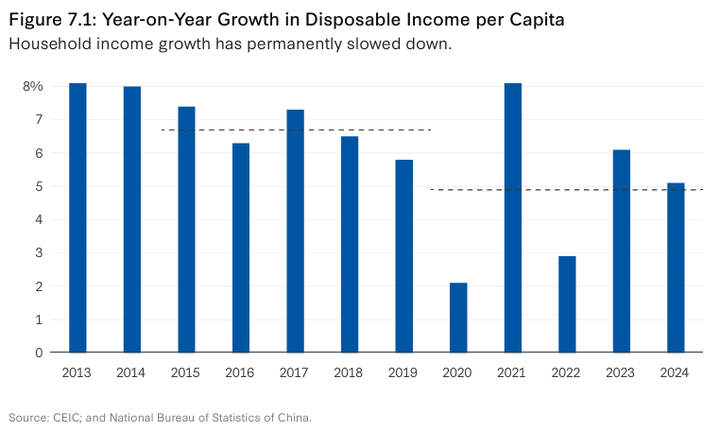 Figure 7.1: Year-on-Year Growth in Disposable Income per Capita
Household income growth has permanently slowed down.
8%
7
6
5
4
3
2
1
0
2013 2014 2015 2016 2017 2018 2019 2020 2021 2022 2023 2024
Source: CEIC; and National Bureau of Statistics of China.